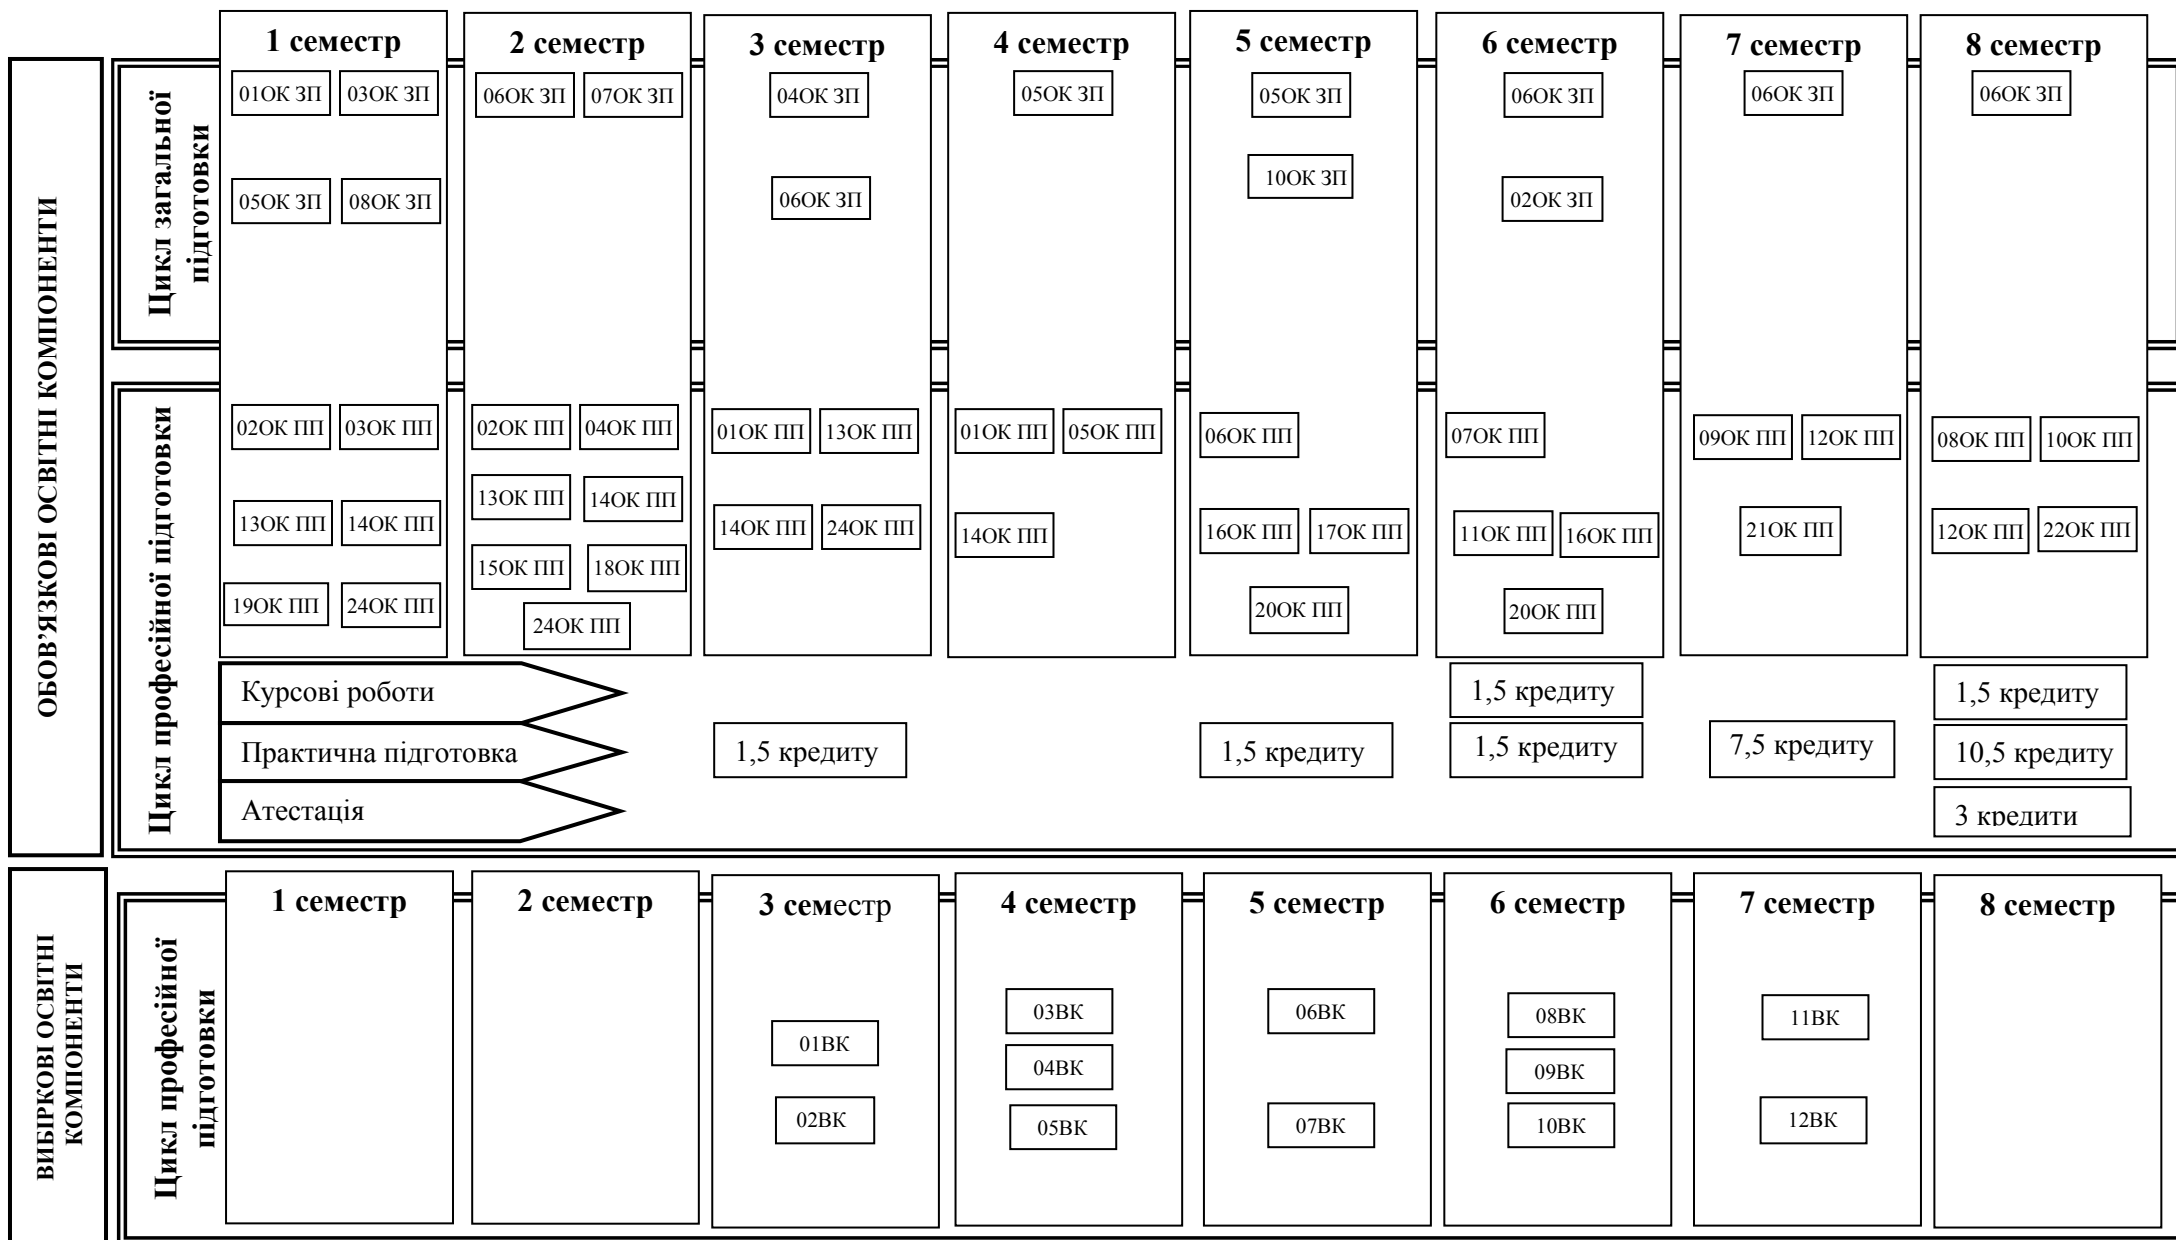 1 семестр
2 семестр
3 семестр
4 семестр
5 семестр
6 семестр
7 семестр
8 семестр
ОБОВ’ЯЗКОВІ ОСВІТНІ КОМПОНЕНТИ
Цикл загальної
підготовки
01ОК ЗП 03ОК ЗП
06ОК ЗП 07ОК ЗП
04ОК ЗП
05ОК ЗП
05ОК ЗП
06ОК ЗП
06ОК ЗП
06ОК ЗП
05ОК ЗП 08ОК ЗП
06ОК ЗП
10ОК ЗП
02ОК ЗП
Цикл професійної підготовки
02ОК ПП 03ОК ПП
02ОК ПП 04ОК ПП
01ОК ПП 13ОК ПП
01ОК ПП 05ОК ПП
06ОК ПП
07ОК ПП
09ОК ПП 12ОК ПП
08ОК ПП 10ОК ПП
13ОК ПП 14ОК ПП
13ОК ПП 14ОК ПП
14ОК ПП 24ОК ПП
14ОК ПП
16ОК ПП 17ОК ПП
11ОК ПП 16ОК ПП
21ОК ПП
12ОК ПП 22ОК ПП
19ОК ПП 24ОК ПП
15ОК ПП 18ОК ПП
24ОК ПП
20ОК ПП
20ОК ПП
Курсові роботи
1,5 кредиту
1,5 кредиту
Практична підготовка
1,5 кредиту
1,5 кредиту
1,5 кредиту
7,5 кредиту
10,5 кредиту
Атестація
3 кредити
ВИБІРКОВІ ОСВІТНІ
КОМПОНЕНТИ
Цикл професійної
підготовки
1 семестр
2 семестр
3 семестр
4 семестр
5 семестр
6 семестр
7 семестр
8 семестр
01ВК
02ВК
03ВК
04ВК
05ВК
06ВК
07ВК
08ВК
09ВК
10ВК
11ВК
12ВК